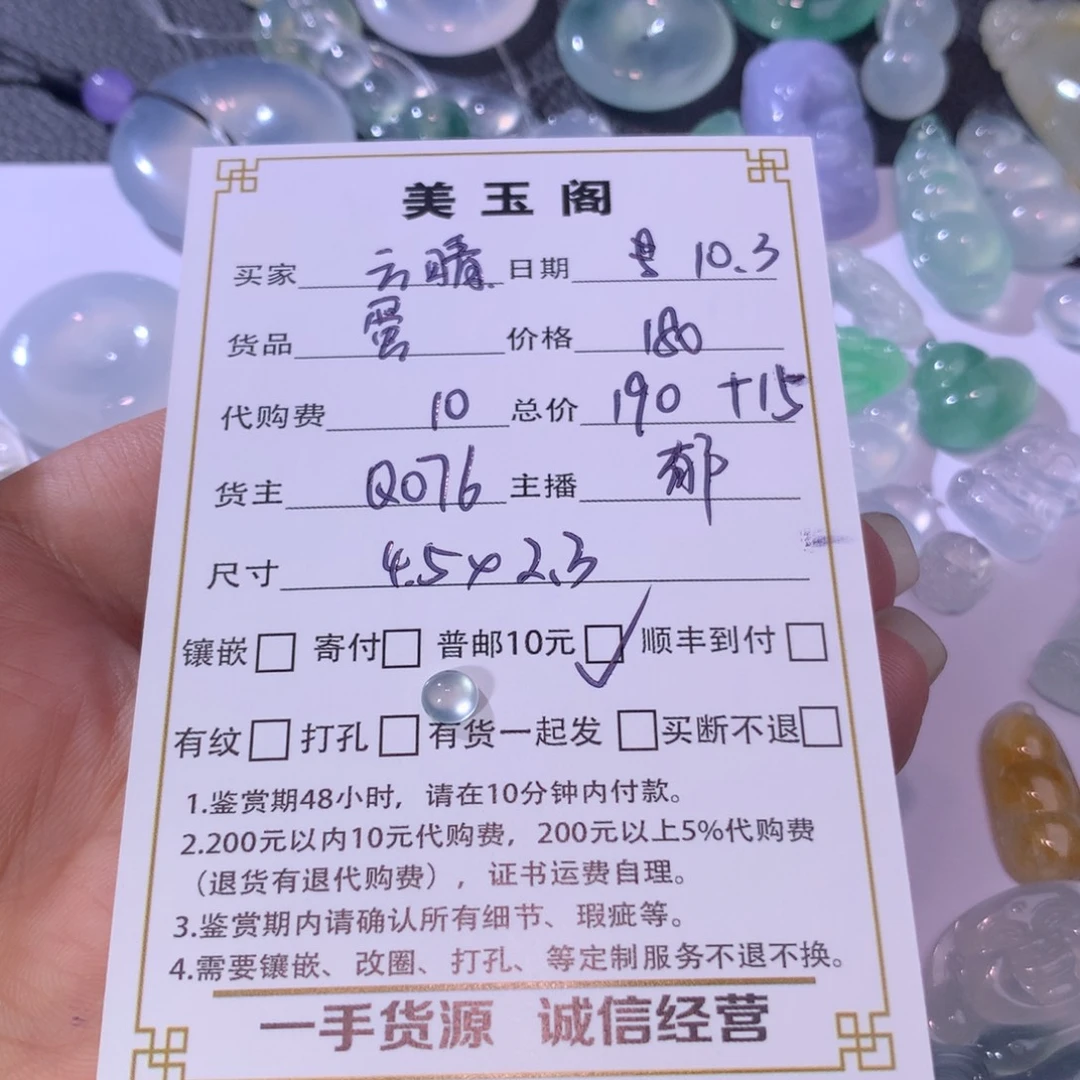 美玉阁
买家 云晴 日期 10.3
货品 蛋 价格 180
代购费 10 总价 190 +15
货主 Q076 主播 郁
尺寸 4.5×2.3
镶嵌□ 寄付□ 普邮10元☑ 顺丰到付□
有纹□ 打孔□ 有货一起发 □买断不退□
1.鉴赏期48小时，请在10分钟内付款。
2.200元以内10元代购费，200元以上5%代购费
（退货有退代购费），证书运费自理。
3.鉴赏期内请确认所有细节、瑕疵等。
4.需要镶嵌、改圈、打孔、等定制服务不退不换。
一手货源 诚信经营